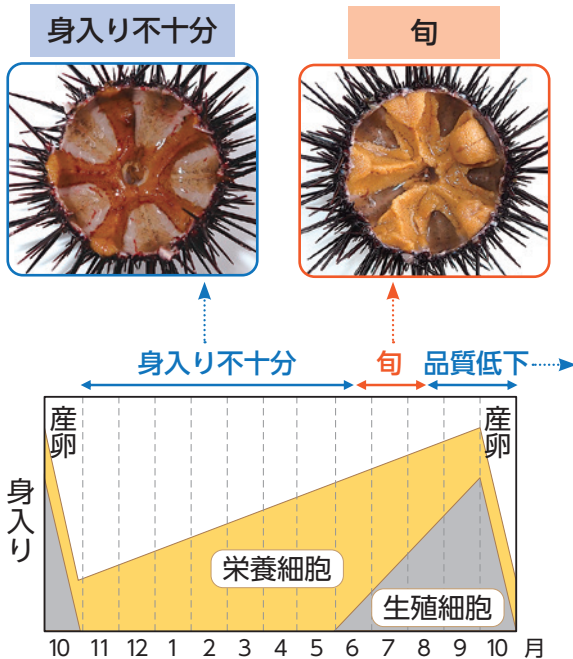 身入り不十分
旬
身入り不十分
旬
品質低下
産卵
産卵
身入り
栄養細胞
生殖細胞
10 11 12 1 2 3 4 5 6 7 8 9 10 月